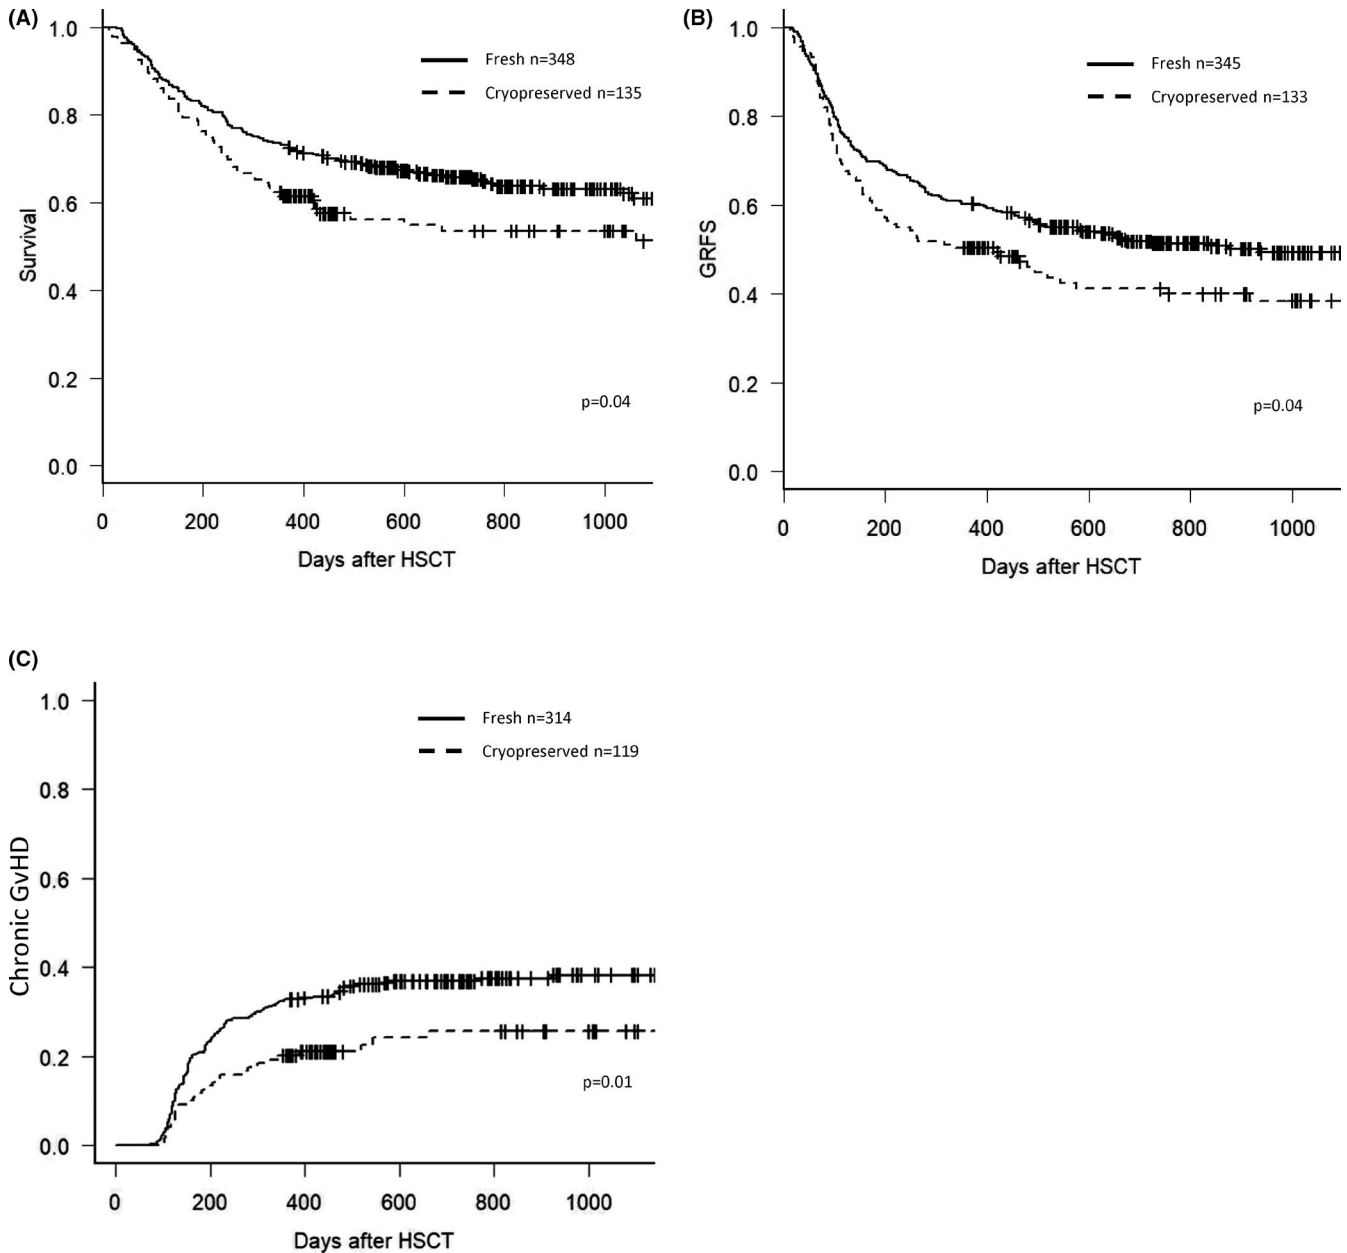 (A)
1.0
0.8
0.6
0.4
0.2
0.0
Survival
Fresh n=348
Cryopreserved n=135
p=0.04
0 200 400 600 800 1000
Days after HSCT
(B)
1.0
0.8
0.6
0.4
0.2
0.0
GRFS
Fresh n=345
Cryopreserved n=133
p=0.04
0 200 400 600 800 1000
Days after HSCT
(C)
1.0
0.8
0.6
0.4
0.2
0.0
Chronic GvHD
Fresh n=314
Cryopreserved n=119
p=0.01
0 200 400 600 800 1000
Days after HSCT